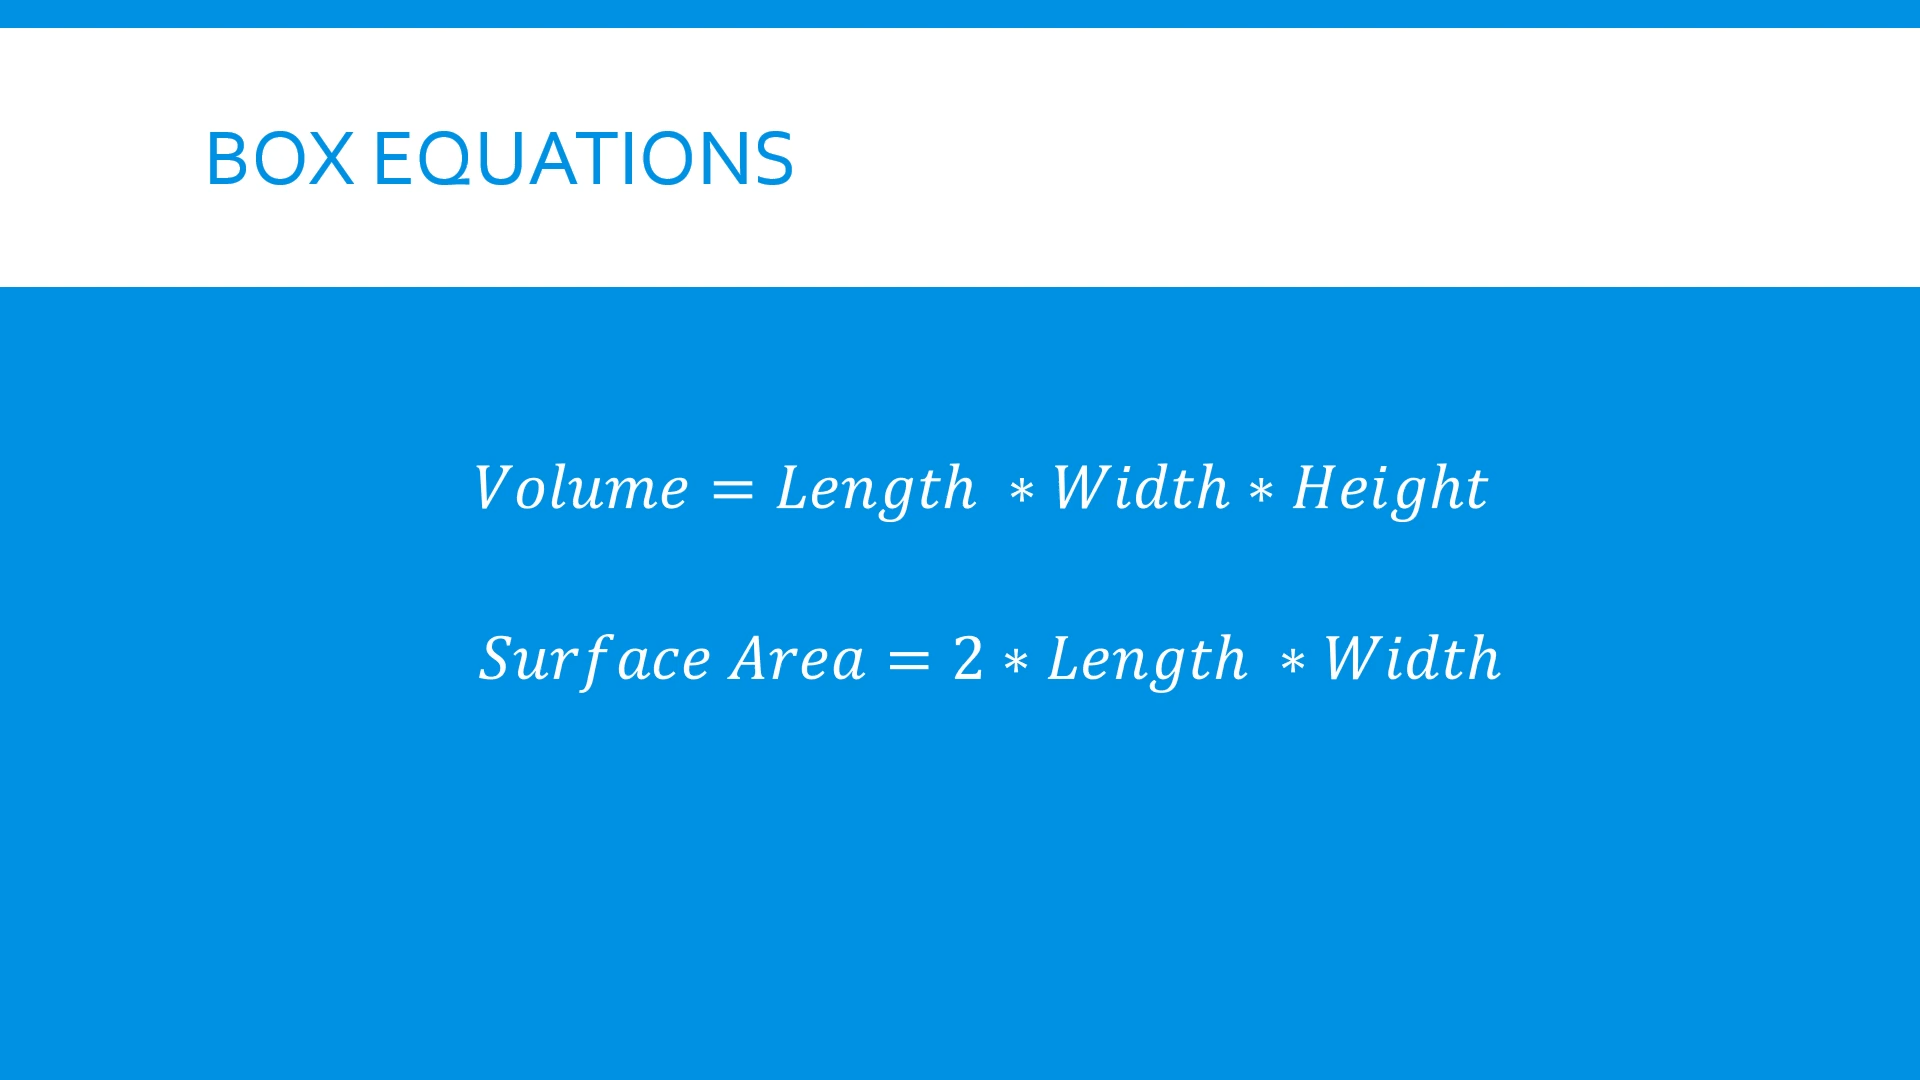 BOX EQUATIONS
Volume = Length * Width * Height
Surface Area = 2 * Length * Width